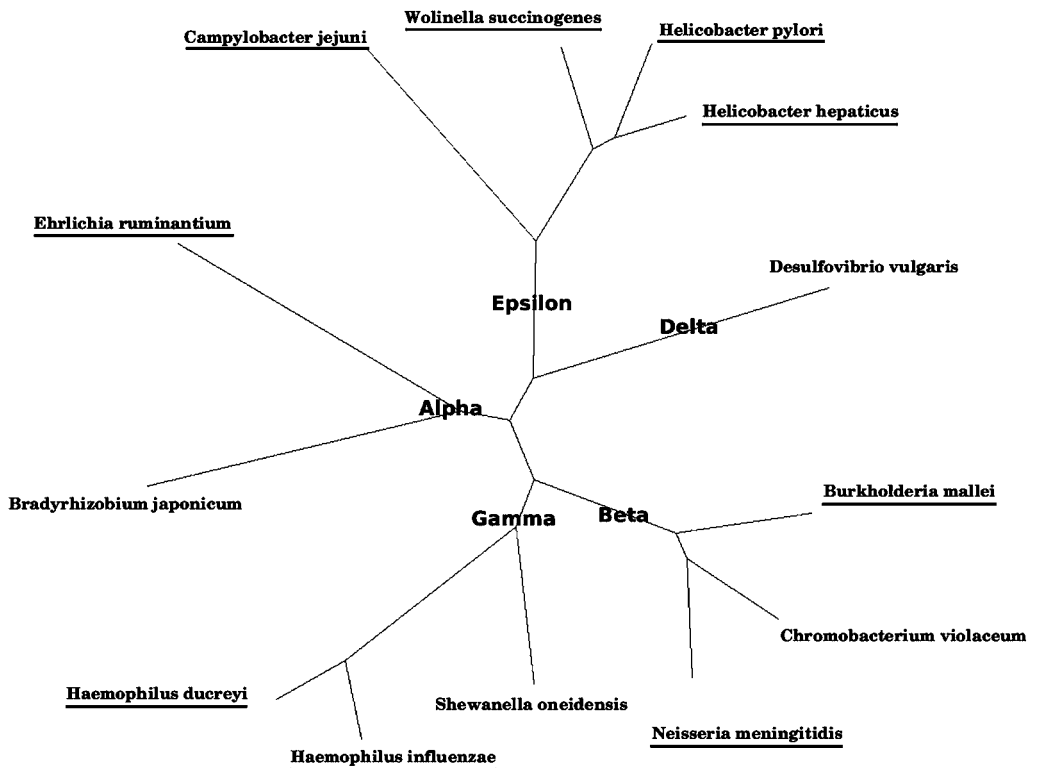 Wolinella succinogenes
Campylobacter jejuni
Helicobacter pylori
Helicobacter hepaticus
Ehrlichia ruminantium
Desulfovibrio vulgaris
Epsilon
Delta
Alpha
Bradyrhizobium japonicum
Burkholderia mallei
Gamma
Beta
Chromobacterium violaceum
Haemophilus ducreyi
Shewanella oneidensis
Neisseria meningitidis
Haemophilus influenzae